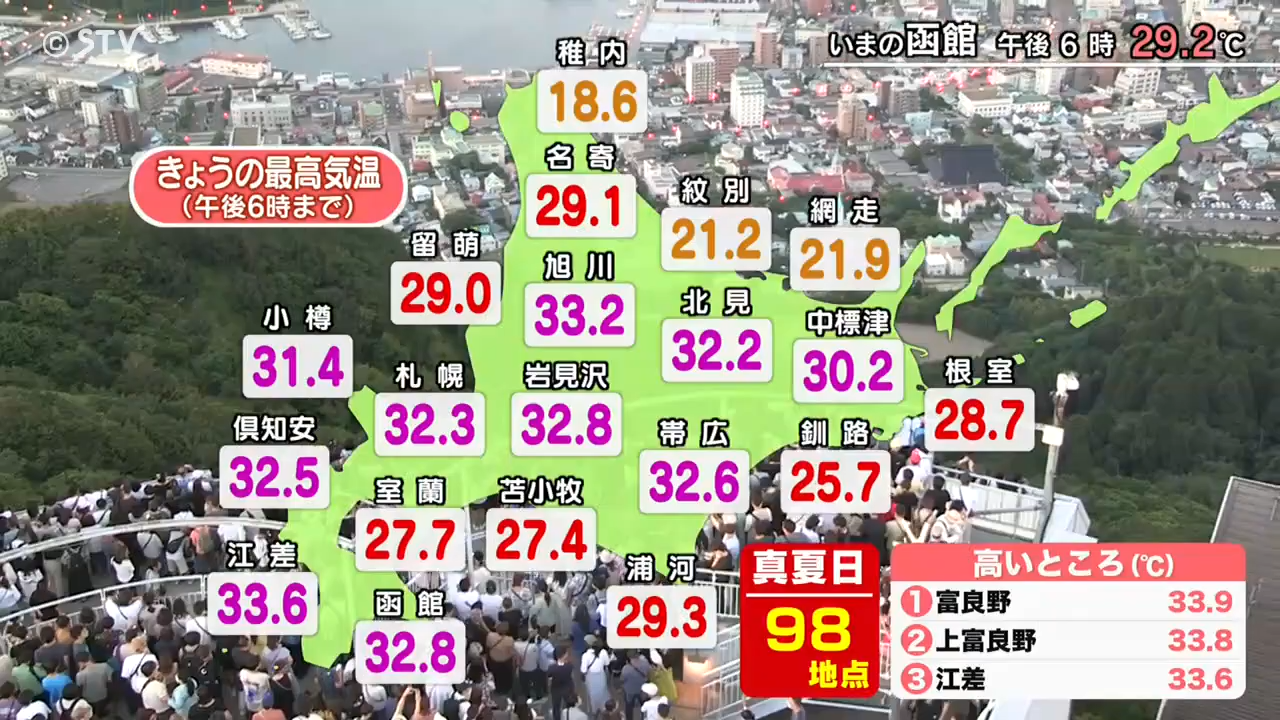 © STV
いまの函館 午後6時 29.2℃
きょうの最高気温
(午後6時まで)
稚内
18.6
名寄
29.1
紋別
21.2
網走
21.9
留萌
29.0
旭川
33.2
北見
32.2
中標津
30.2
小樽
31.4
札幌
32.3
岩見沢
32.8
根室
28.7
倶知安
32.5
帯広
32.6
釧路
25.7
室蘭
27.7
苫小牧
27.4
江差
33.6
函館
32.8
浦河
29.3
真夏日
98
地点
高いところ(℃)
1 富良野 33.9
2 上富良野 33.8
3 江差 33.6